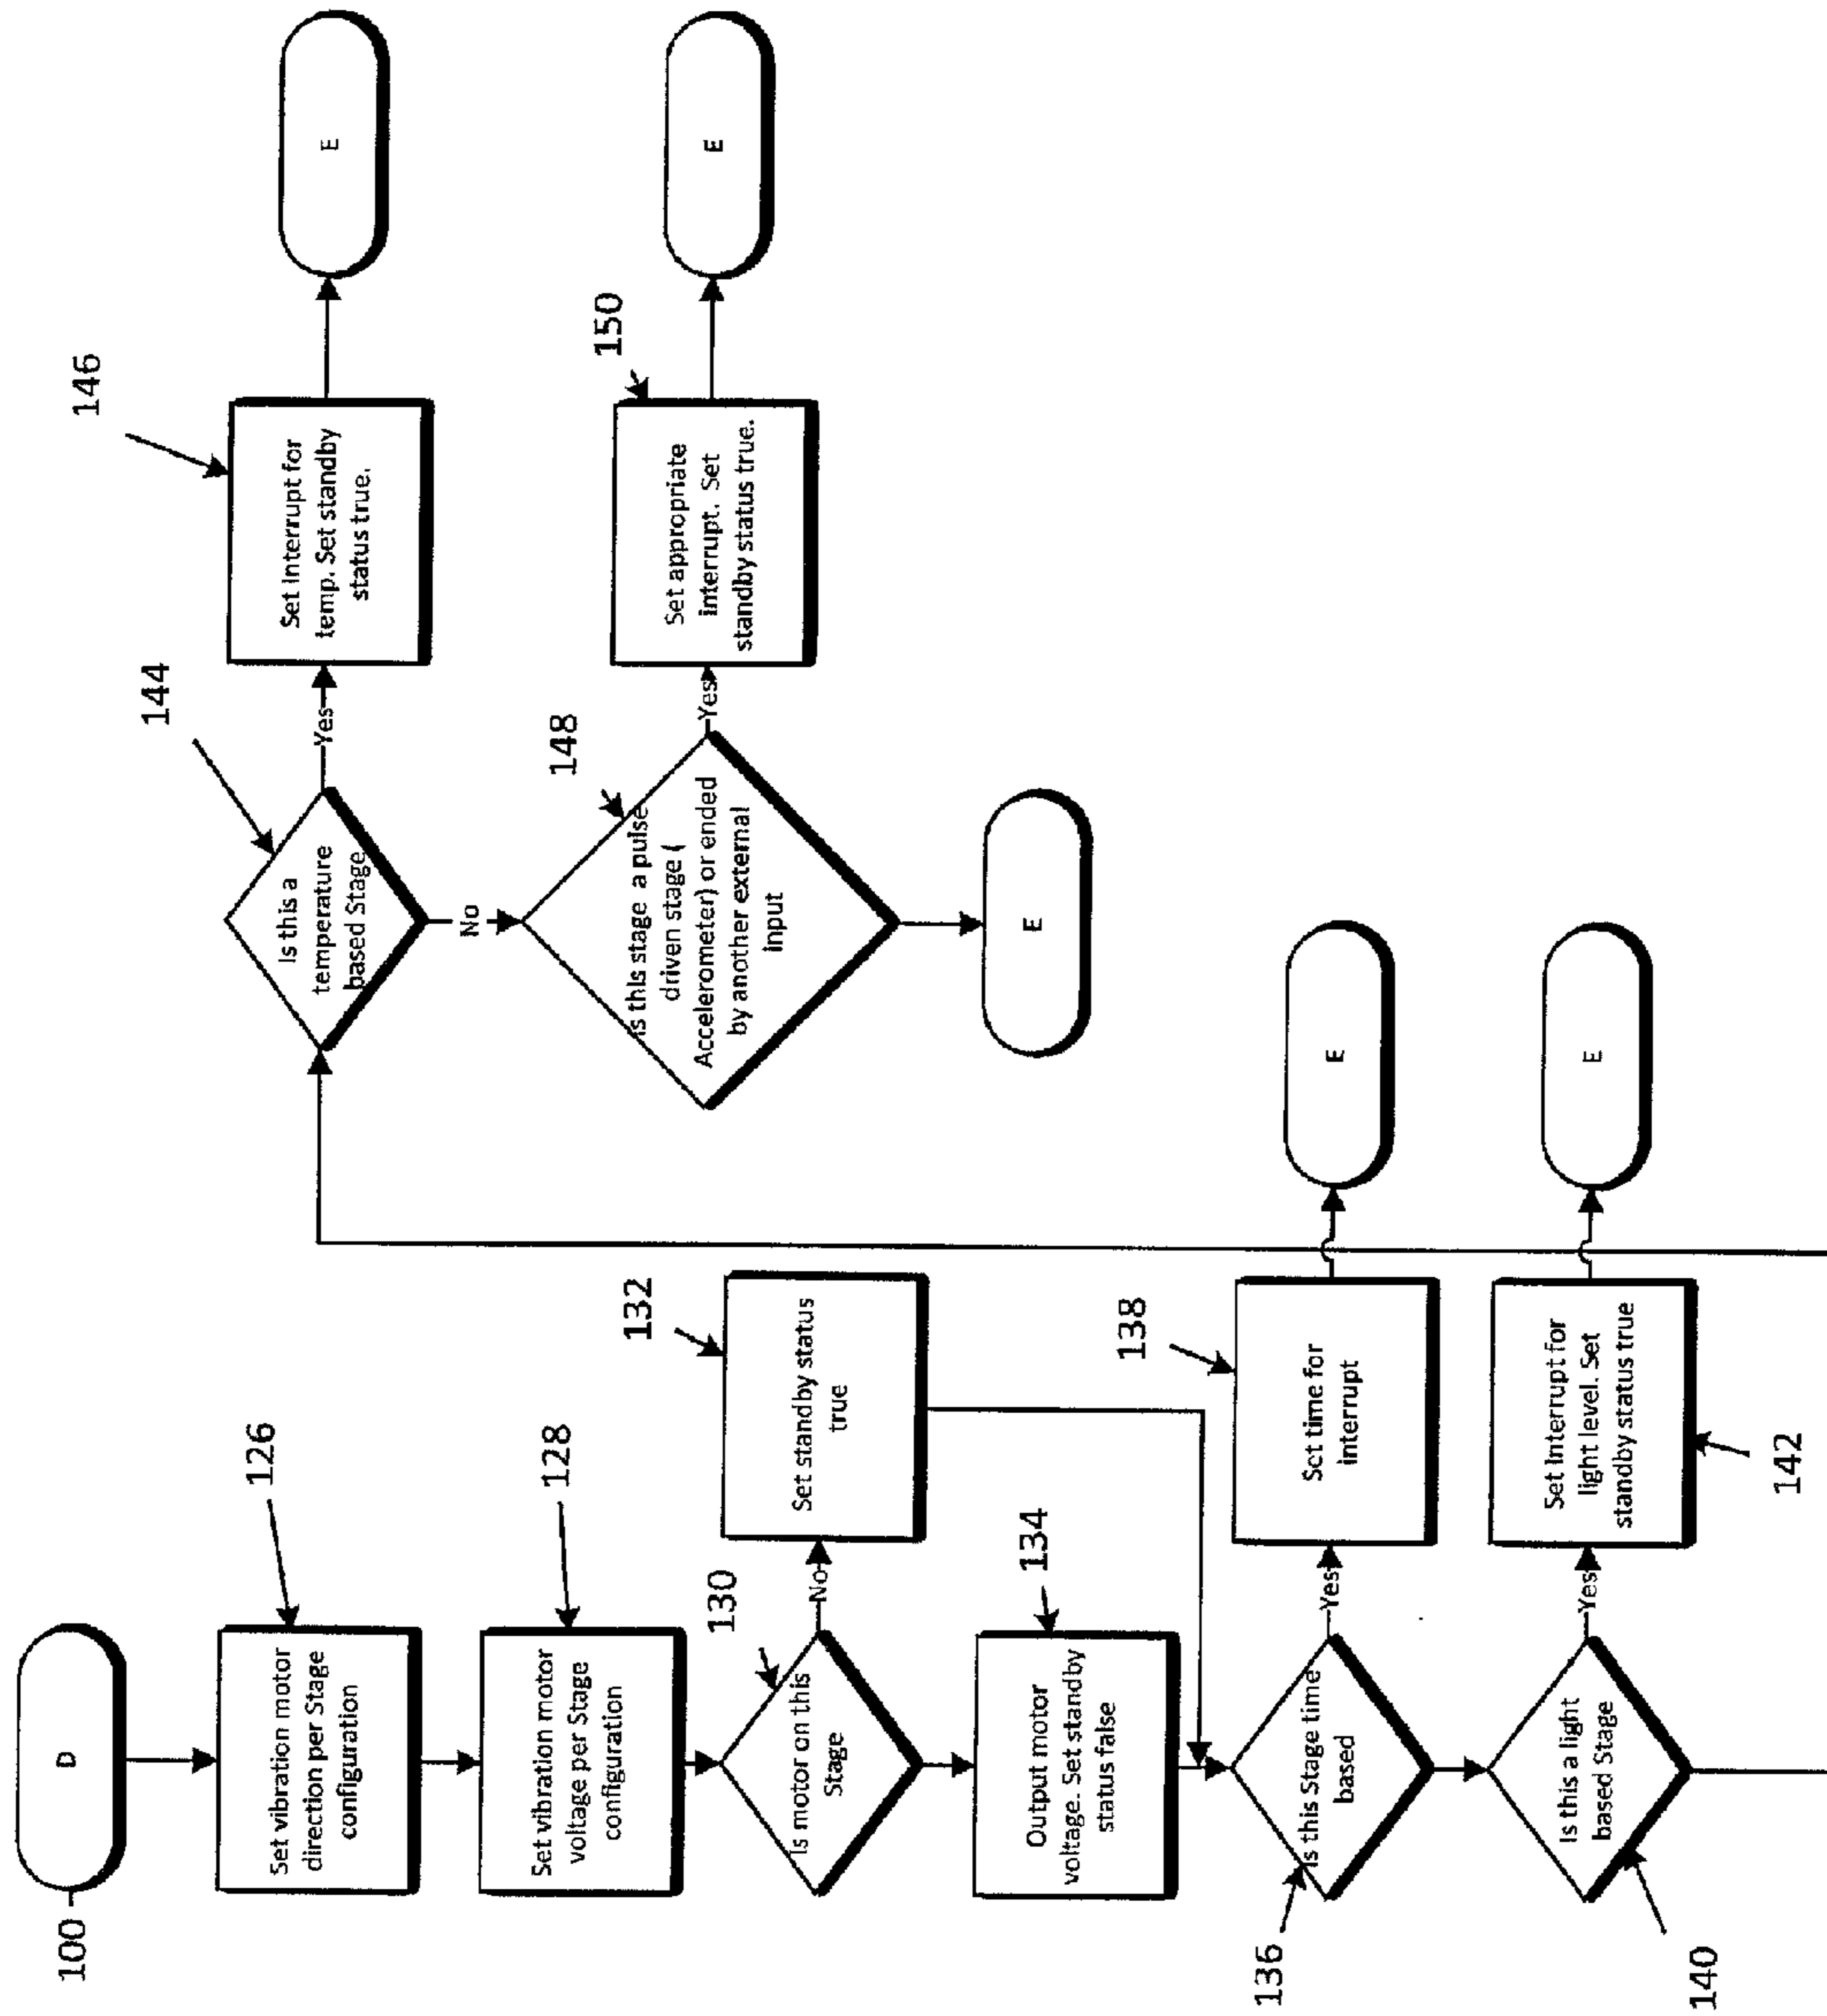 100
D
126
Set vibration motor
direction per Stage
configuration
128
Set vibration motor
voltage per Stage
configuration
130
Is motor on this
Stage
No
132
Set standby status
true
134
Output motor
voltage. Set standby
status false
136
Is this Stage time
based
Yes
138
Set time for
interrupt
E
140
Is this a light
based Stage
Yes
142
Set Interrupt for
light level. Set
standby status true
E
144
Is this a
temperature
based Stage
Yes
146
Set Interrupt for
temp. Set standby
status true.
E
No
148
Is this stage a pulse
driven stage (
Accelerometer) or ended
by another external
input
Yes
150
Set appropriate
interrupt. Set
standby status true.
E
E